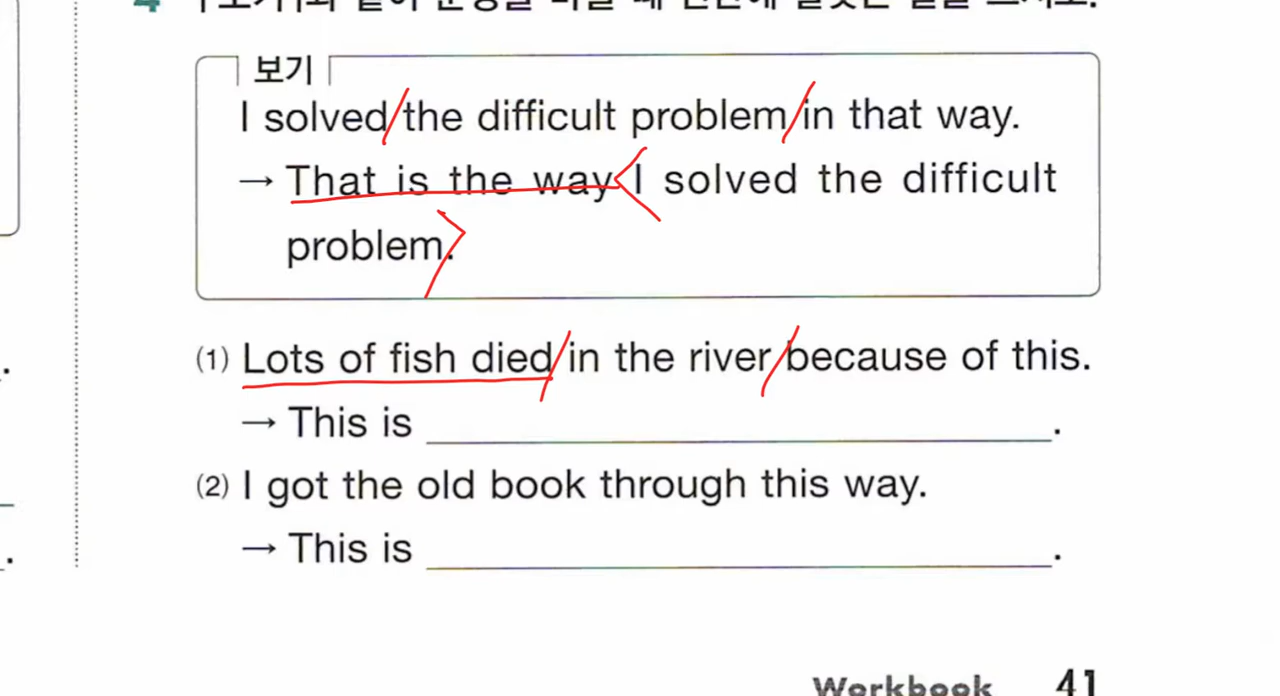 보기
I solved the difficult problem in that way.
→ That is the way I solved the difficult
problem.
(1) Lots of fish died in the river because of this.
→ This is ______________________.
(2) I got the old book through this way.
→ This is ______________________.
Workbook 41